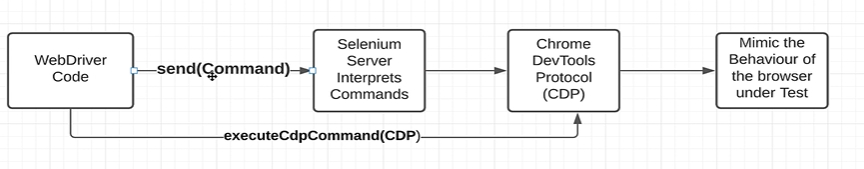 WebDriver
Code
send(Command)
Selenium
Server
Interprets
Commands
Chrome
DevTools
Protocol
(CDP)
Mimic the
Behaviour of
the browser
under Test
executeCdpCommand(CDP)